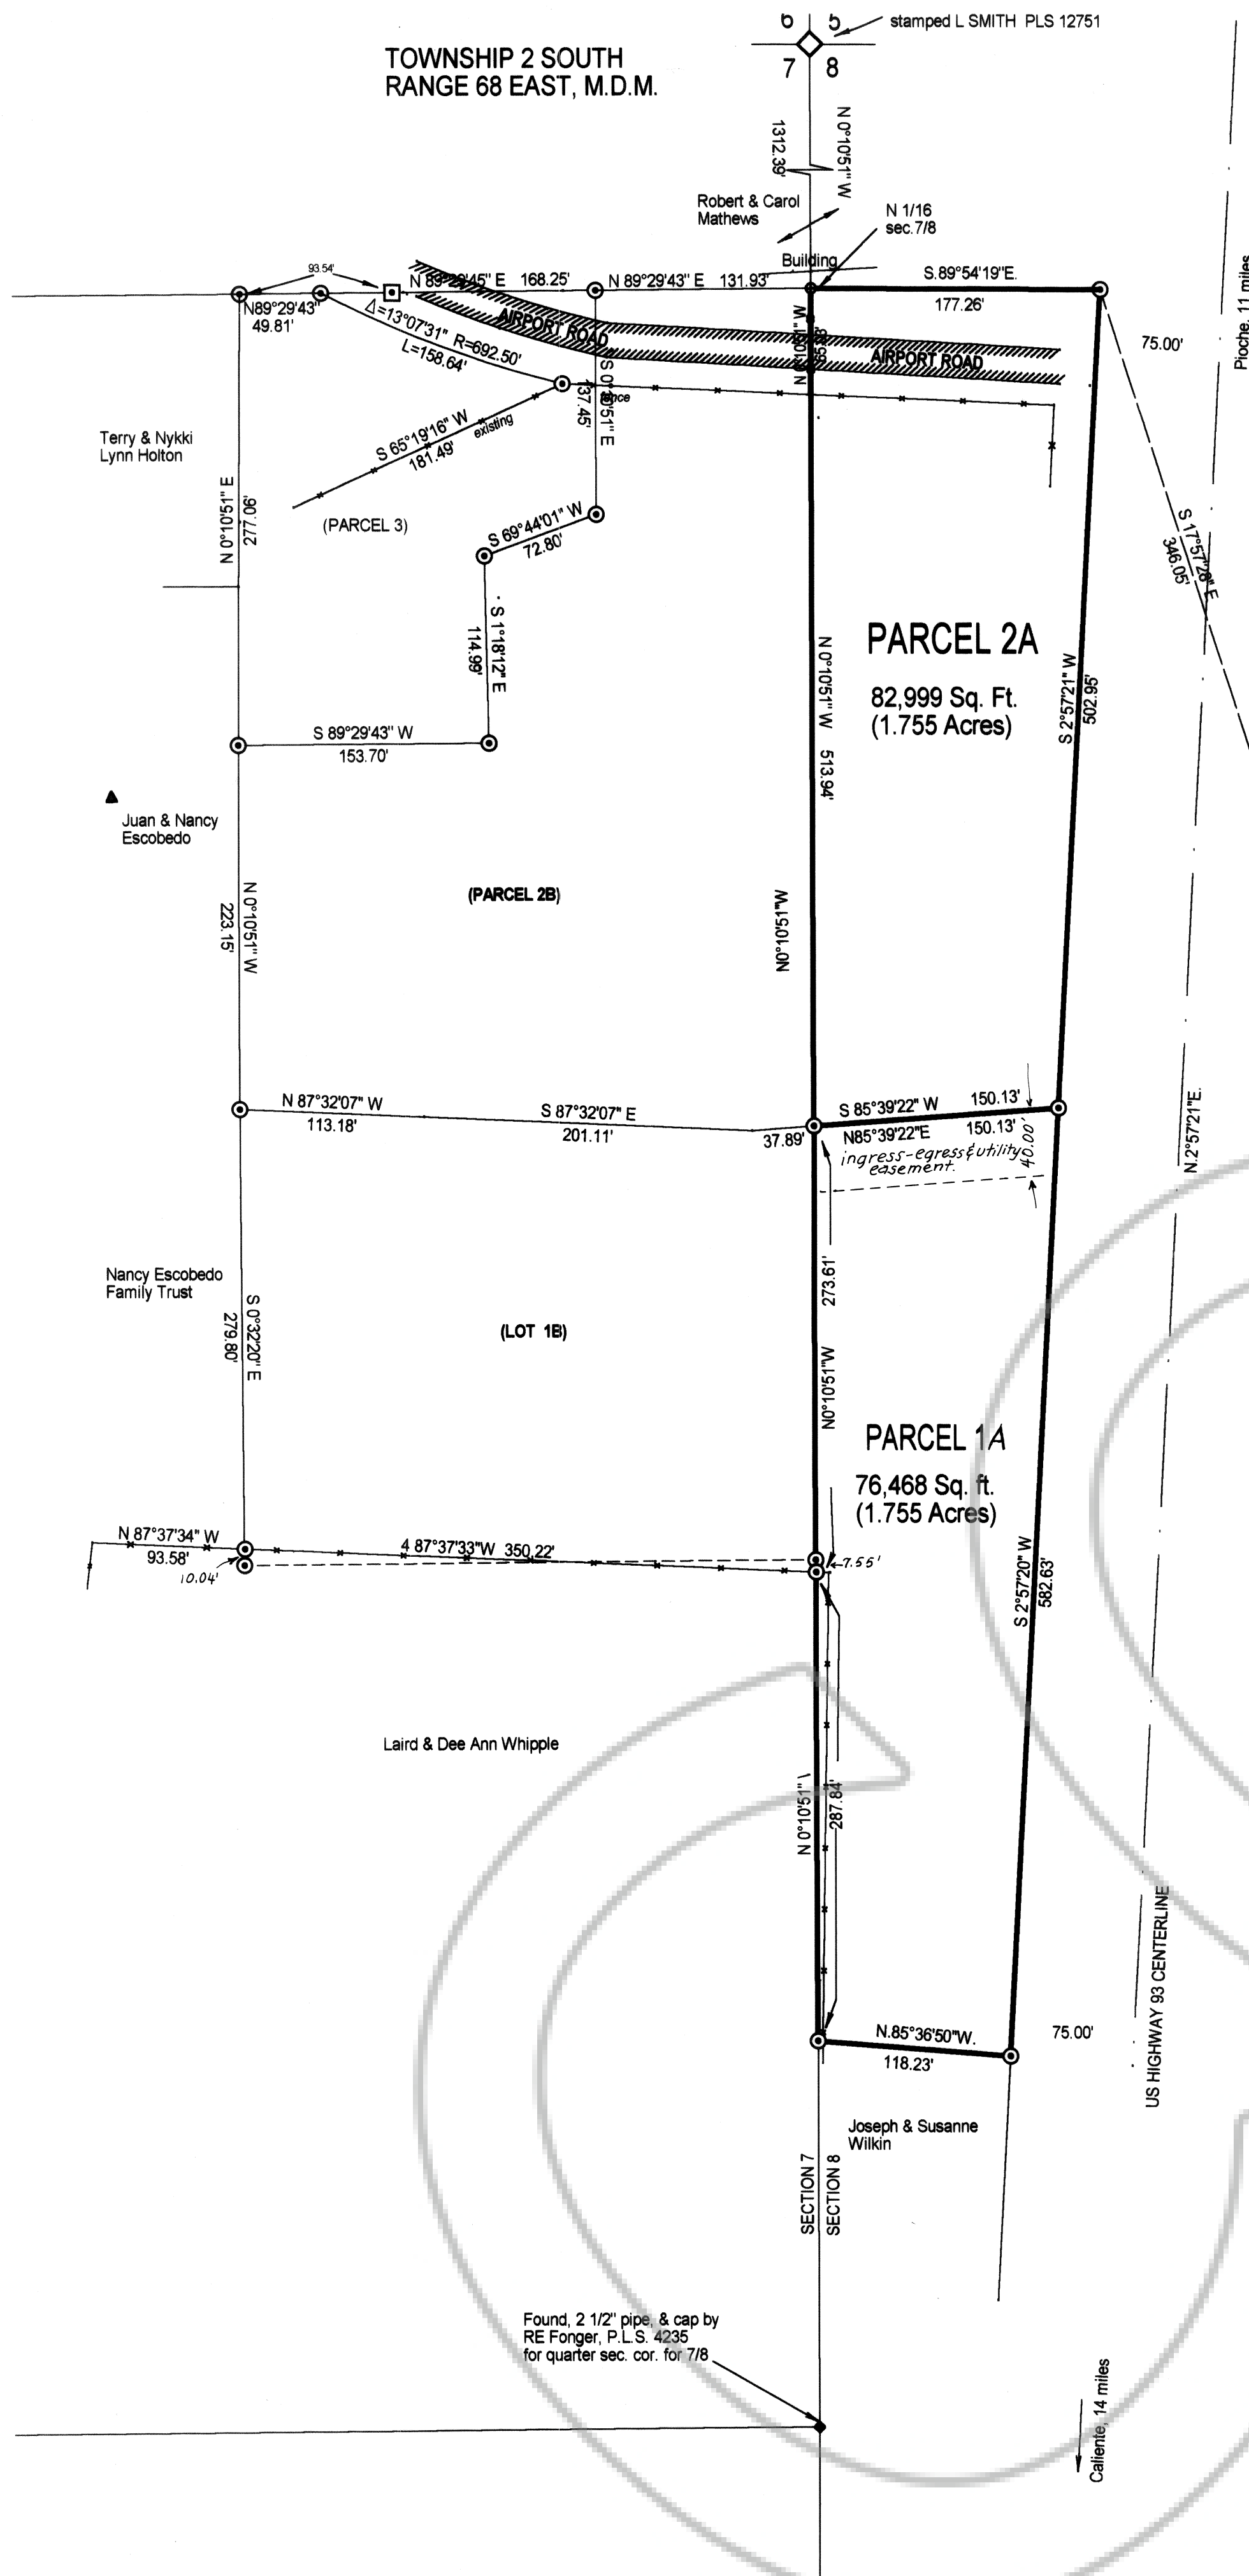 6 5
stamped L SMITH PLS 12751
7 8
TOWNSHIP 2 SOUTH
RANGE 68 EAST, M.D.M.
1312.39'
N 0°10'51" W
Robert & Carol
Mathews
N 1/16
sec.7/8
Building
Pioche, 11 miles
93.54'
N 89°29'45" E 168.25'
N 89°29'43" E 131.93'
S.89°54'19"E.
177.26'
N89°29'43"
49.81'
Δ=13°07'31" R=692.50'
L=158.64'
AIRPORT ROAD
AIRPORT ROAD
N 0°10'51" W
75.00'
S 0°10'51" E
137.45'
S 65°19'16" W
181.49'
existing
Terry & Nykki
Lynn Holton
N 0°10'51" E
277.06'
(PARCEL 3)
S 69°44'01" W
72.80'
S 17°57'28" E
346.05'
S 1°18'12" E
114.99'
PARCEL 2A
82,999 Sq. Ft.
(1.755 Acres)
N 0°10'51" W 513.94'
S 2°57'21" W
502.95'
S 89°29'43" W
153.70'
Juan & Nancy
Escobedo
N 0°10'51" W
223.15'
(PARCEL 2B)
N0°10'51"W
N 87°32'07" W
113.18'
S 87°32'07" E
201.11'
37.89'
S 85°39'22" W 150.13'
N85°39'22"E 150.13'
ingress-egress & utility
easement.
40.00'
N.2°57'21"E.
Nancy Escobedo
Family Trust
S 0°32'20" E
279.80'
(LOT 1B)
273.61'
N0°10'51"W
PARCEL 1A
76,468 Sq. ft.
(1.755 Acres)
N 87°37'34" W
93.58'
10.04'
4 87°37'33"W 350.22'
7.55'
S 2°57'20" W
582.63'
Laird & Dee Ann Whipple
N 0°10'51" \
287.84'
N.85°36'50"W.
118.23'
75.00'
US HIGHWAY 93 CENTERLINE
Joseph & Susanne
Wilkin
SECTION 7
SECTION 8
Found, 2 1/2" pipe, & cap by
RE Fonger, P.L.S. 4235
for quarter sec. cor. for 7/8
Caliente, 14 miles